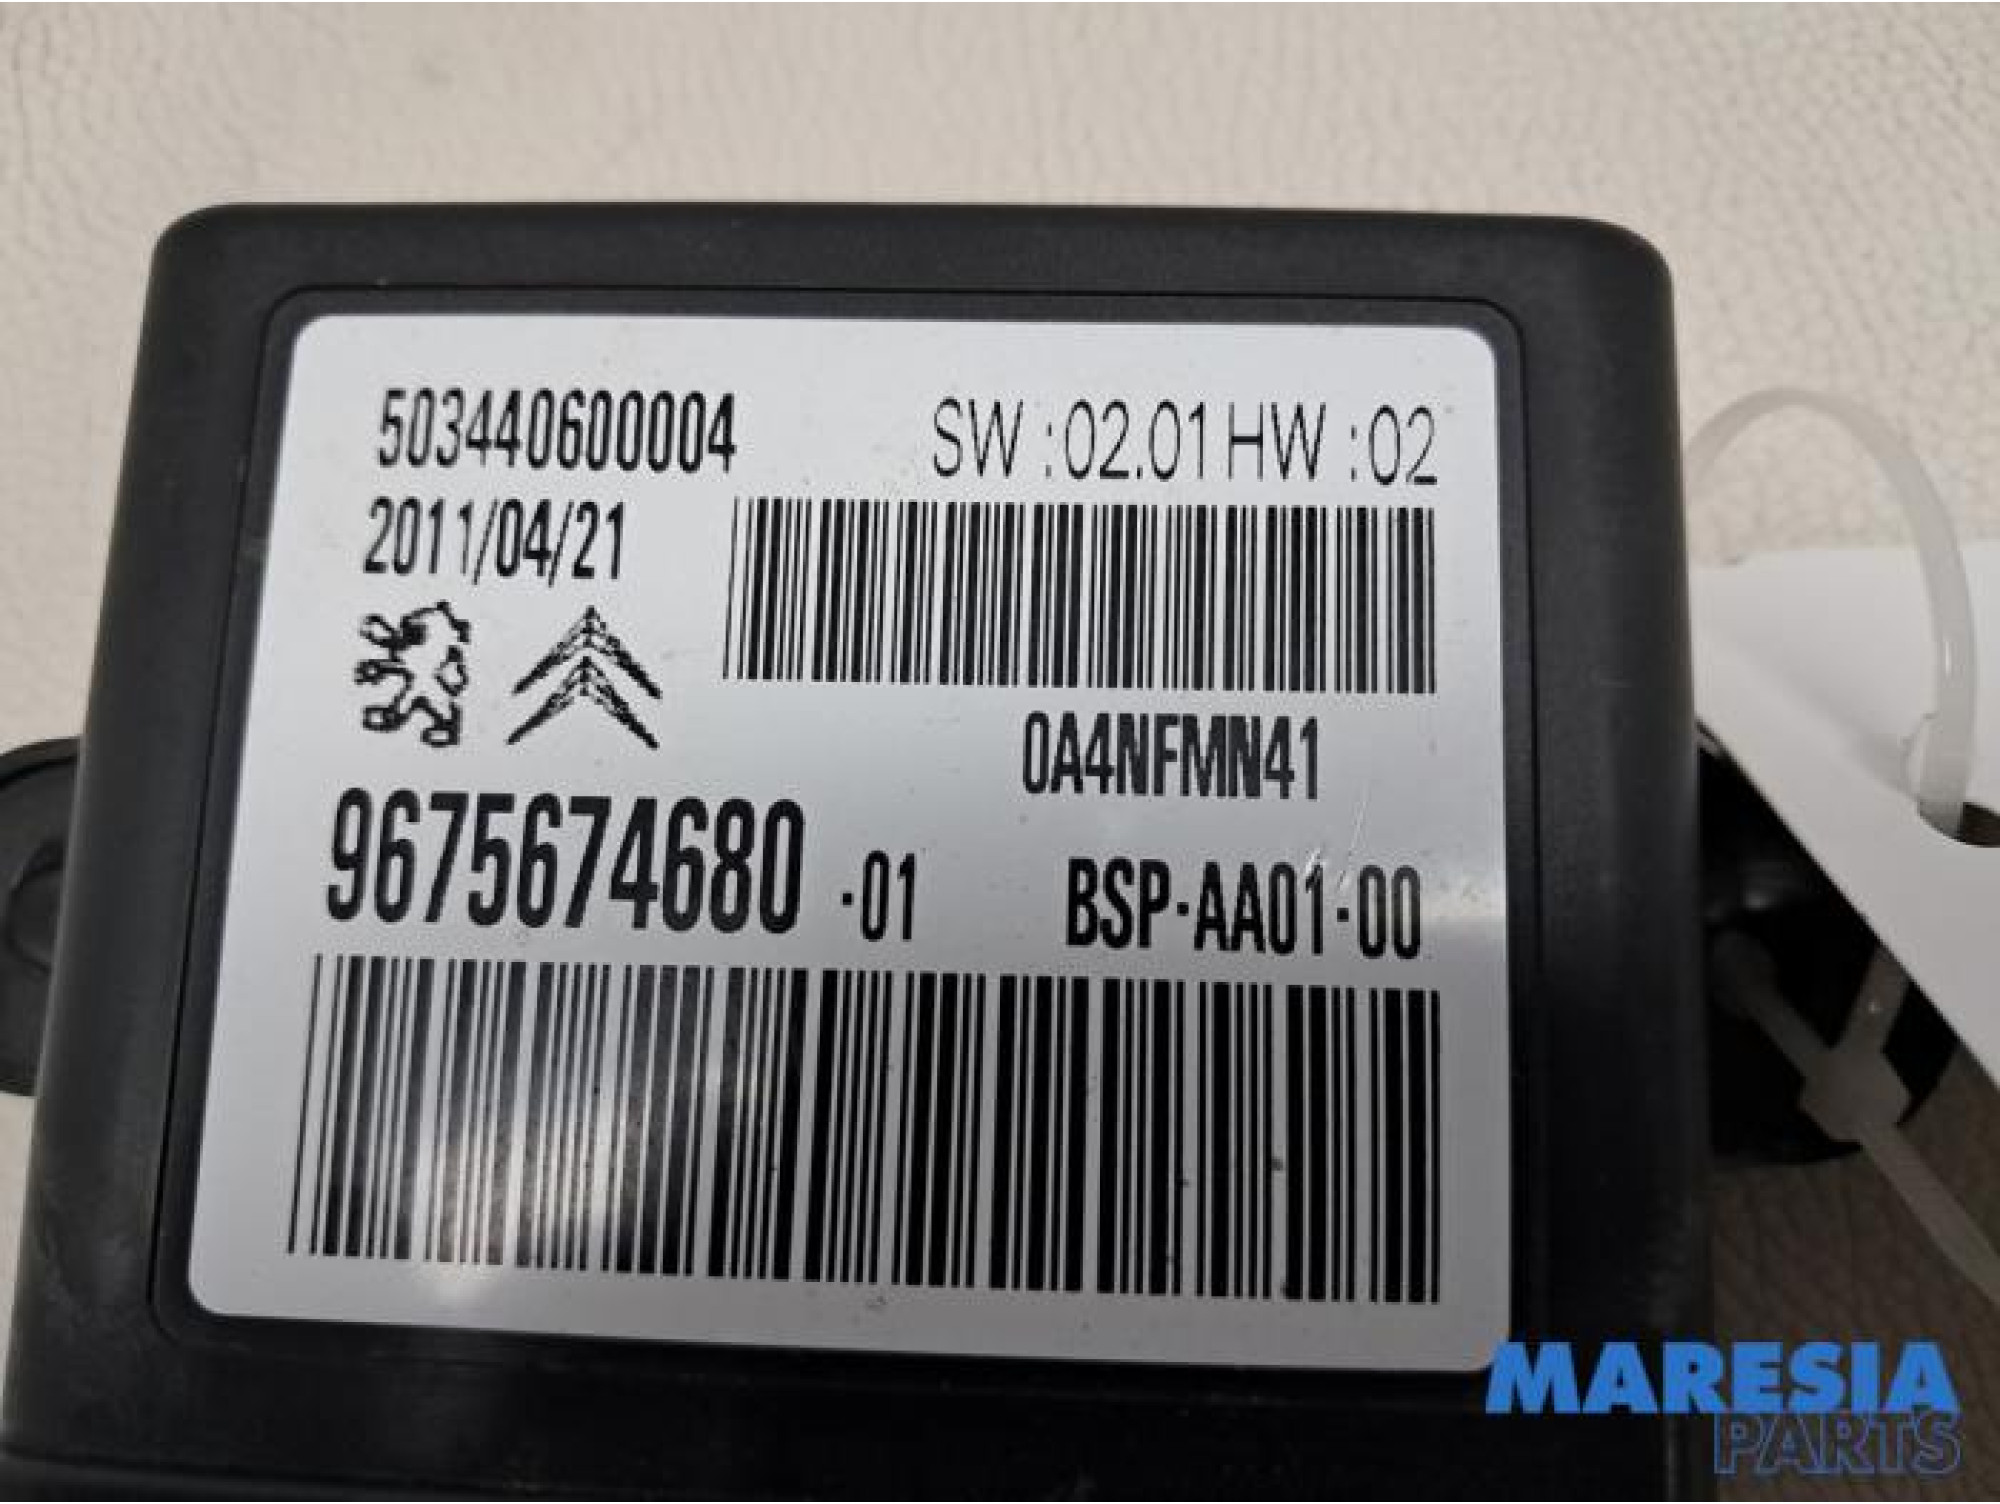 503440600004
SW :02.01 HW :02
2011/04/21
0A4NFMN41
9675674680 -01
BSP-AA01-00
MARESIA
PARTS